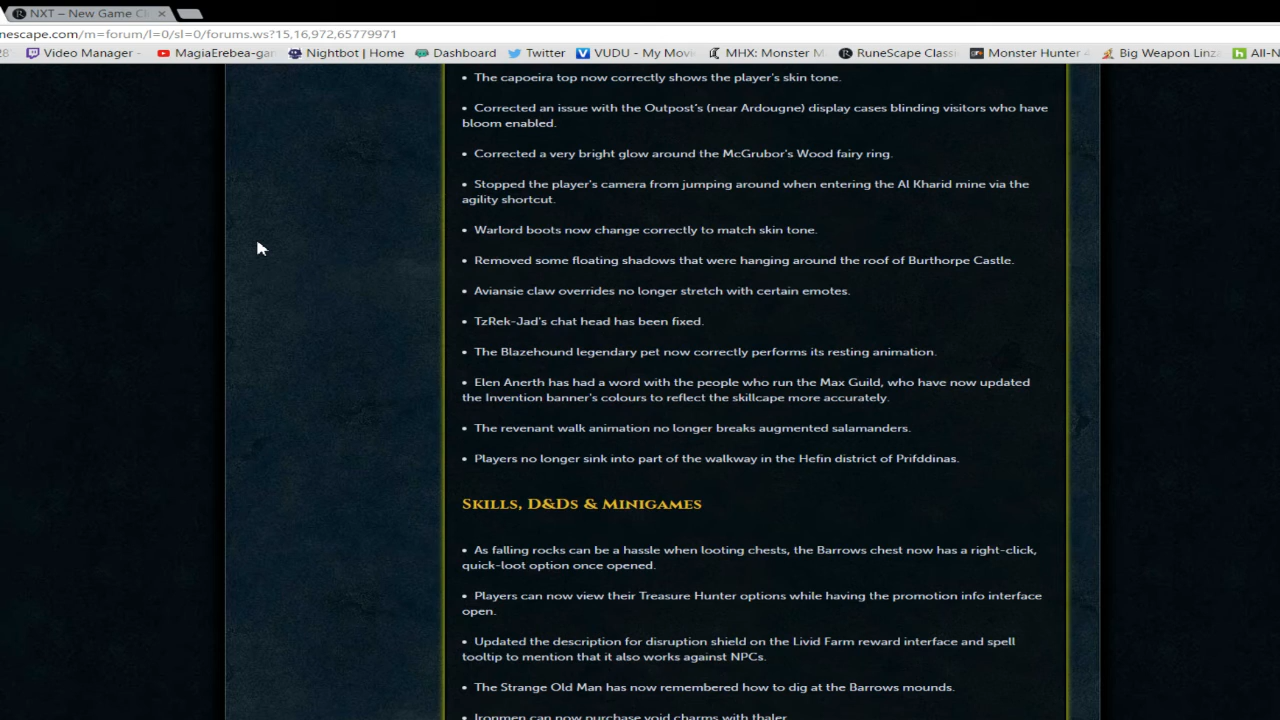 NXT – New Game Cl
nescape.com/m=forum/l=0/sl=0/forums.ws?15,16,972,65779971
Video Manager - MagiaErebea-gam Nightbot | Home Dashboard Twitter VUDU - My Movi MHX: Monster M RuneScape Classi Monster Hunter 4 Big Weapon Linza All-N
• The capoeira top now correctly shows the player's skin tone.
• Corrected an issue with the Outpost's (near Ardougne) display cases blinding visitors who have
bloom enabled.
• Corrected a very bright glow around the McGrubor's Wood fairy ring.
• Stopped the player's camera from jumping around when entering the Al Kharid mine via the
agility shortcut.
• Warlord boots now change correctly to match skin tone.
• Removed some floating shadows that were hanging around the roof of Burthorpe Castle.
• Aviansie claw overrides no longer stretch with certain emotes.
• TzRek-Jad's chat head has been fixed.
• The Blazehound legendary pet now correctly performs its resting animation.
• Elen Anerth has had a word with the people who run the Max Guild, who have now updated
the Invention banner's colours to reflect the skillcape more accurately.
• The revenant walk animation no longer breaks augmented salamanders.
• Players no longer sink into part of the walkway in the Hefin district of Prifddinas.
Skills, D&Ds & Minigames
• As falling rocks can be a hassle when looting chests, the Barrows chest now has a right-click,
quick-loot option once opened.
• Players can now view their Treasure Hunter options while having the promotion info interface
open.
• Updated the description for disruption shield on the Livid Farm reward interface and spell
tooltip to mention that it also works against NPCs.
• The Strange Old Man has now remembered how to dig at the Barrows mounds.
• Ironmen can now purchase void charms with thaler.